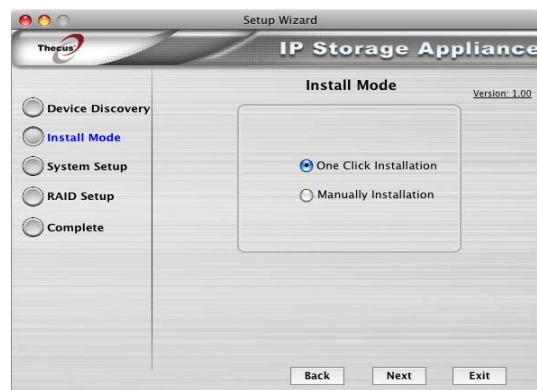 Setup Wizard
Thecus
IP Storage Appliance
Install Mode
Version: 1.00
Device Discovery
Install Mode
System Setup
RAID Setup
Complete
One Click Installation
Manually Installation
Back
Next
Exit